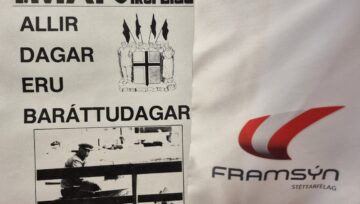 ALLIR
DAGAR
ERU
BARÁTTUDAGAR
FRAMSÝN
STÉTTARFÉLAG